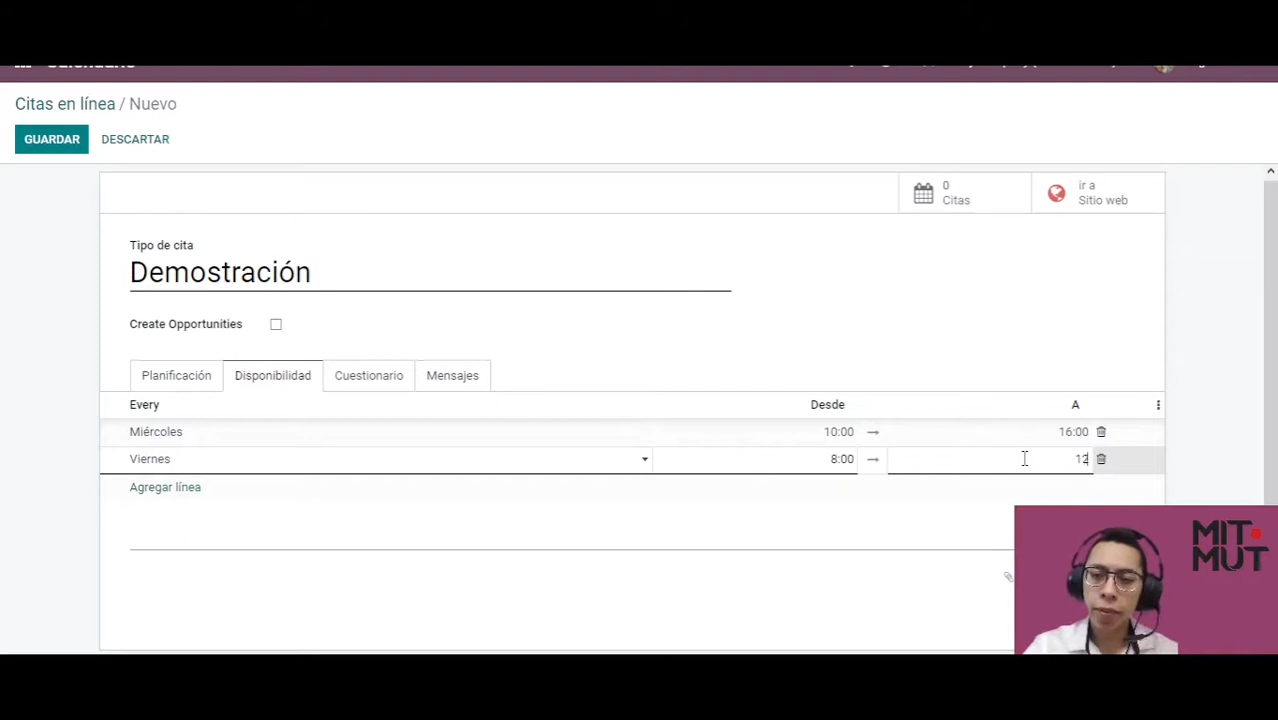 Citas en línea / Nuevo
GUARDAR DESCARTAR
0
Citas
ir a
Sitio web
Tipo de cita
Demostración
Create Opportunities
Planificación Disponibilidad Cuestionario Mensajes
Every Desde A
Miércoles 10:00 → 16:00
Viernes 8:00 → 12
Agregar línea
MIT
MUT